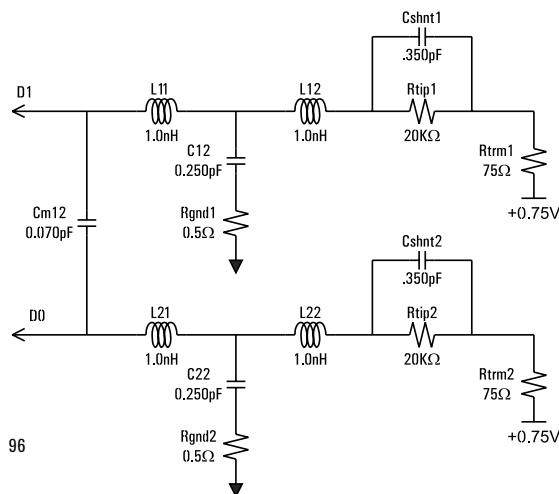 Cshnt1
.350pF
D1
L11
1.0nH
L12
1.0nH
Rtip1
20KΩ
C12
0.250pF
Rtrm1
75Ω
+0.75V
Rgnd1
0.5Ω
Cm12
0.070pF
Cshnt2
.350pF
D0
L21
1.0nH
L22
1.0nH
Rtip2
20KΩ
C22
0.250pF
Rtrm2
75Ω
+0.75V
Rgnd2
0.5Ω
96